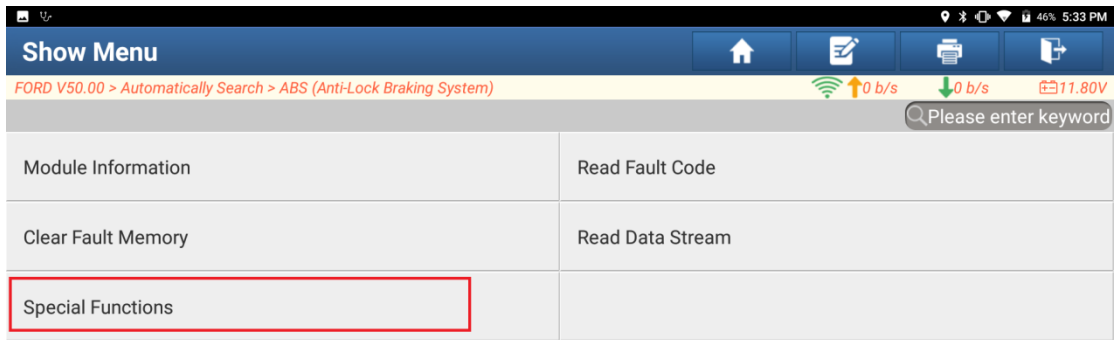 46% 5:33 PM
Show Menu
FORD V50.00 > Automatically Search > ABS (Anti-Lock Braking System) 0 b/s 0 b/s 11.80V
Please enter keyword
Module Information Read Fault Code
Clear Fault Memory Read Data Stream
Special Functions